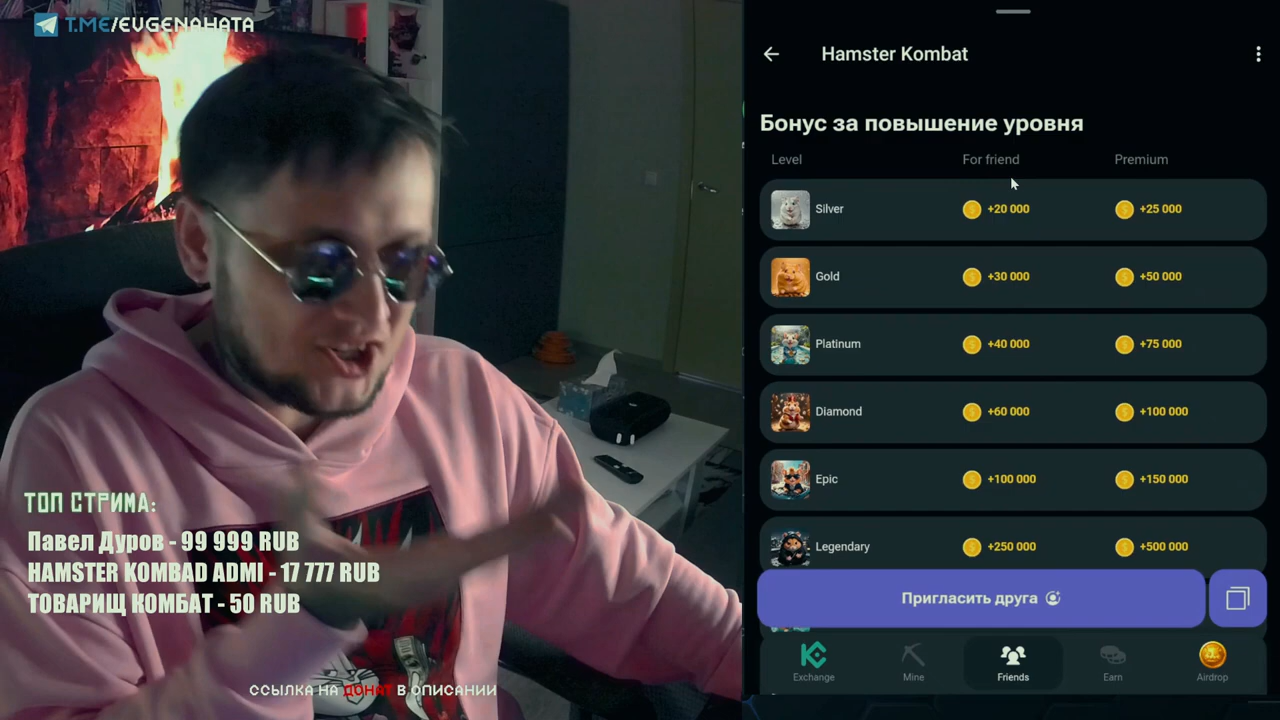 T.ME/EVGENAHATA
ТОП СТРИМА:
Павел Дуров - 99 999 RUB
HAMSTER KOMBAD ADMI - 17 777 RUB
ТОВАРИЩ КОМБАТ - 50 RUB
ССЫЛКА НА ДОНАТ В ОПИСАНИИ
Hamster Kombat
Бонус за повышение уровня
Level For friend Premium
Silver +20 000 +25 000
Gold +30 000 +50 000
Platinum +40 000 +75 000
Diamond +60 000 +100 000
Epic +100 000 +150 000
Legendary +250 000 +500 000
Пригласить друга
Exchange Mine Friends Earn Airdrop